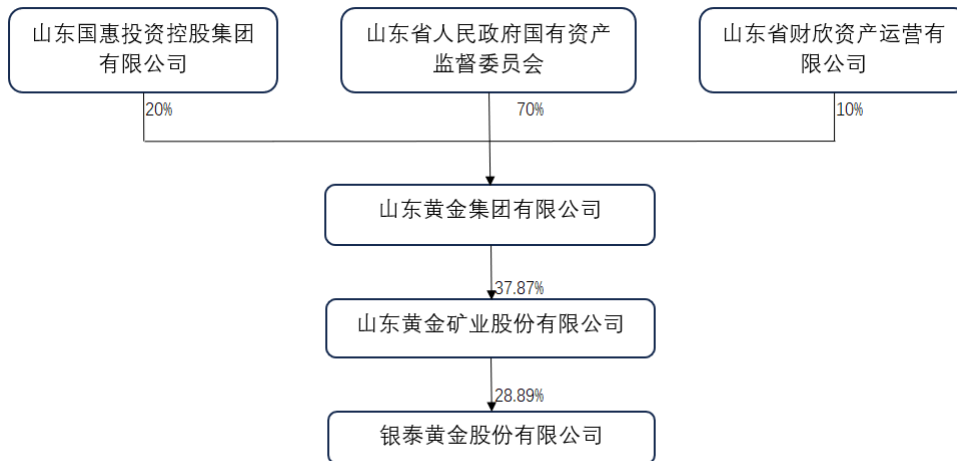 山东国惠投资控股集团
有限公司
山东省人民政府国有资产
监督委员会
山东省财欣资产运营有
限公司
20%
70%
10%
山东黄金集团有限公司
37.87%
山东黄金矿业股份有限公司
28.89%
银泰黄金股份有限公司